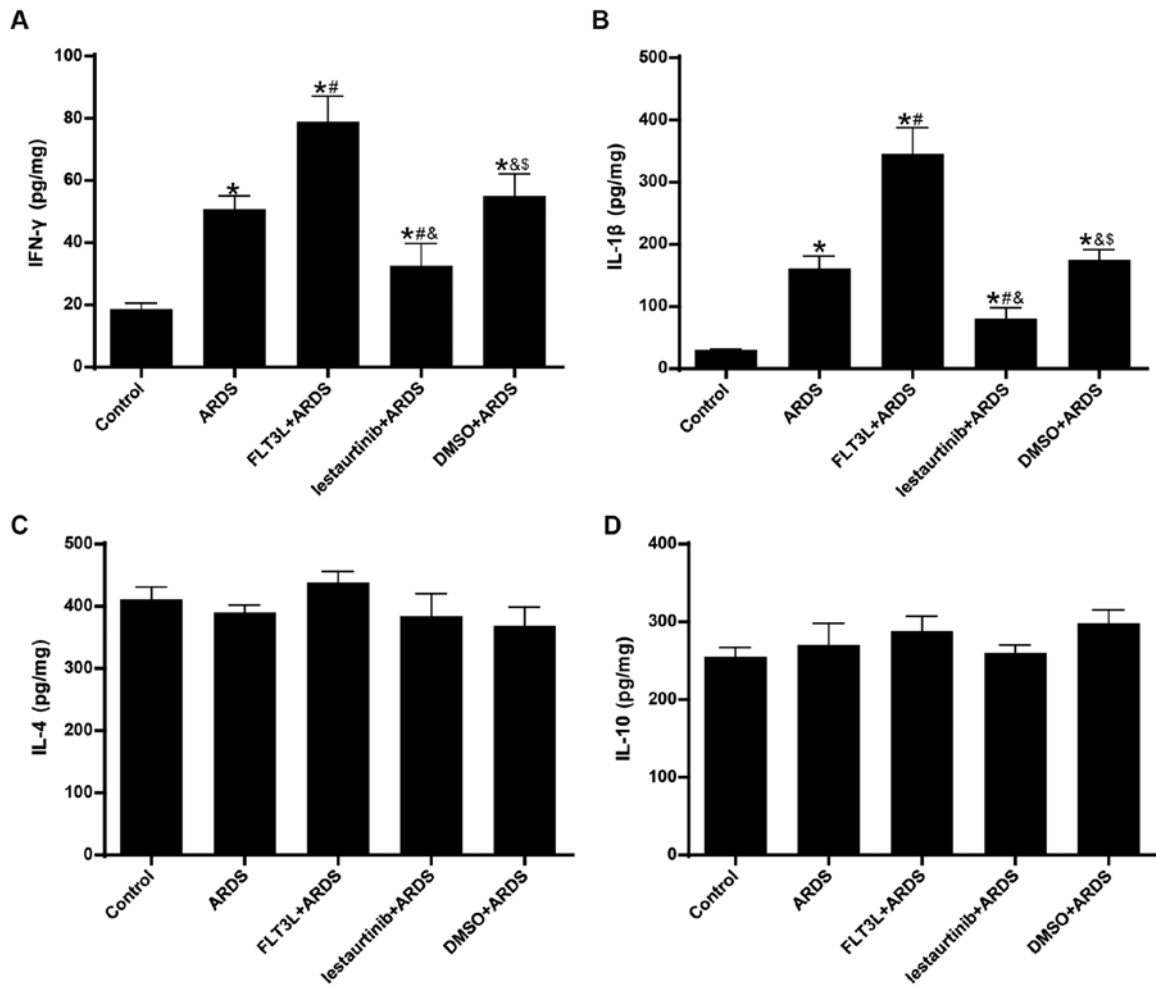 A
IFN-γ (pg/mg)
100
80
60
40
20
0
*
*#
*#&
*&$
Control
ARDS
FLT3L+ARDS
lestaurtinib+ARDS
DMSO+ARDS
B
IL-1β (pg/mg)
500
400
300
200
100
0
*
*#
*#&
*&$
Control
ARDS
FLT3L+ARDS
lestaurtinib+ARDS
DMSO+ARDS
C
IL-4 (pg/mg)
500
400
300
200
100
0
Control
ARDS
FLT3L+ARDS
lestaurtinib+ARDS
DMSO+ARDS
D
IL-10 (pg/mg)
400
300
200
100
0
Control
ARDS
FLT3L+ARDS
lestaurtinib+ARDS
DMSO+ARDS